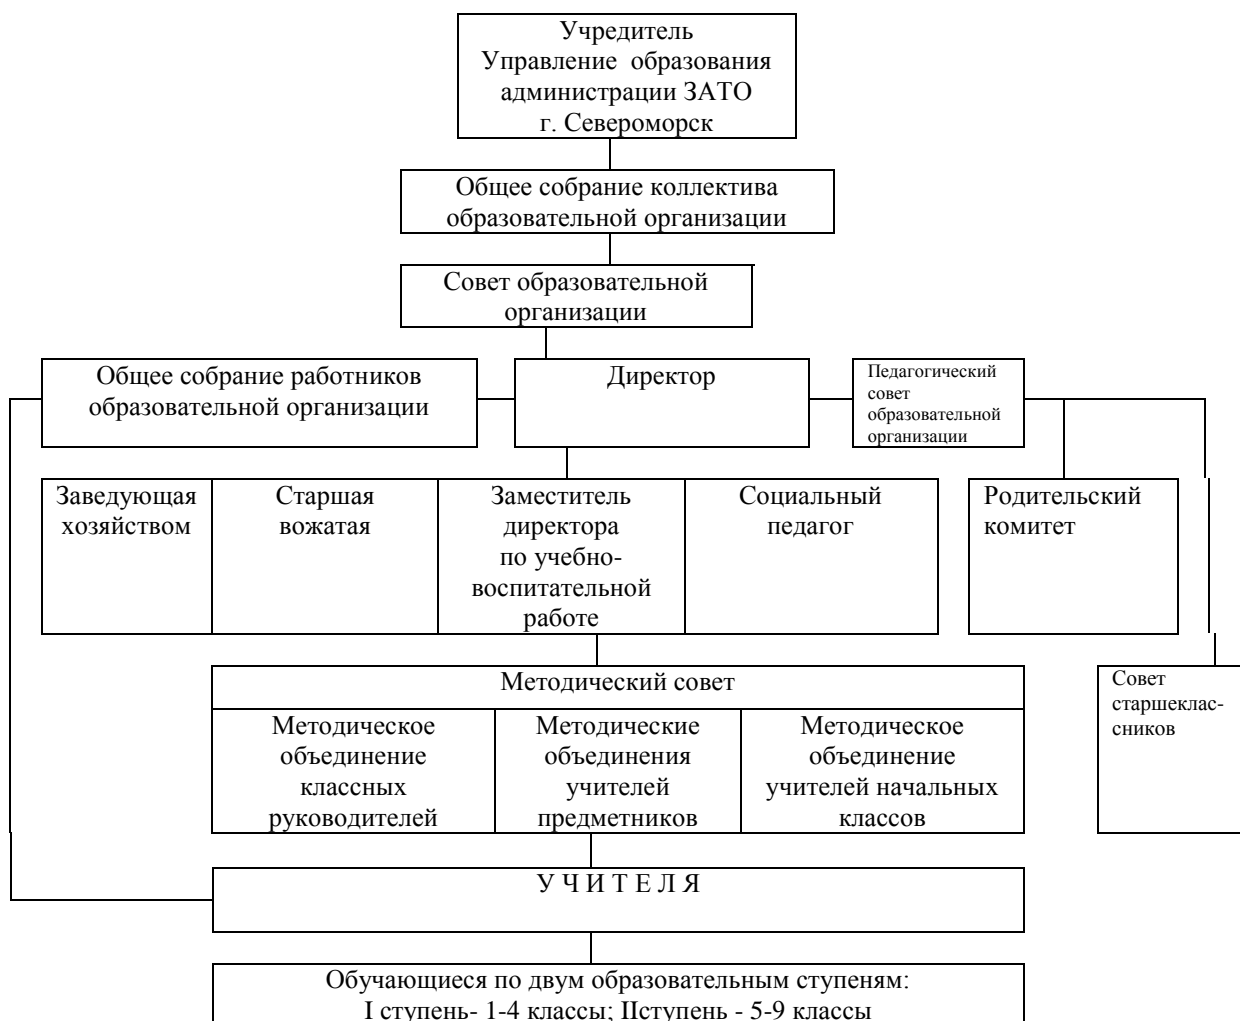 Учредитель
Управление образования
администрации ЗАТО
г. Североморск
Общее собрание коллектива
образовательной организации
Совет образовательной
организации
Общее собрание работников
образовательной организации
Директор
Педагогический
совет
образовательной
организации
Заведующая
хозяйством
Старшая
вожатая
Заместитель
директора
по учебно-
воспитательной
работе
Социальный
педагог
Родительский
комитет
Методический совет
Методическое
объединение
классных
руководителей
Методические
объединения
учителей
предметников
Методическое
объединение
учителей начальных
классов
Совет
старшеклас-
сников
У Ч И Т Е Л Я
Обучающиеся по двум образовательным ступеням:
I ступень- 1-4 классы; IIступень - 5-9 классы